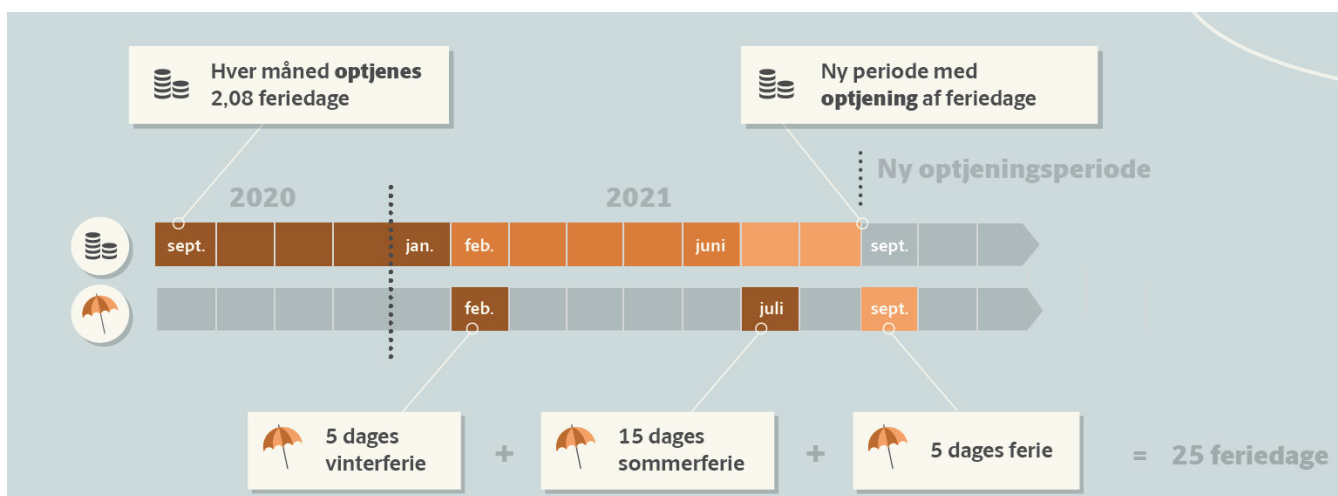 Hver måned optjenes
2,08 feriedage
Ny periode med
optjening af feriedage
Ny optjeningsperiode
2020
2021
sept.
jan.
feb.
juni
sept.
feb.
juli
sept.
5 dages
vinterferie
+
15 dages
sommerferie
+
5 dages ferie
= 25 feriedage